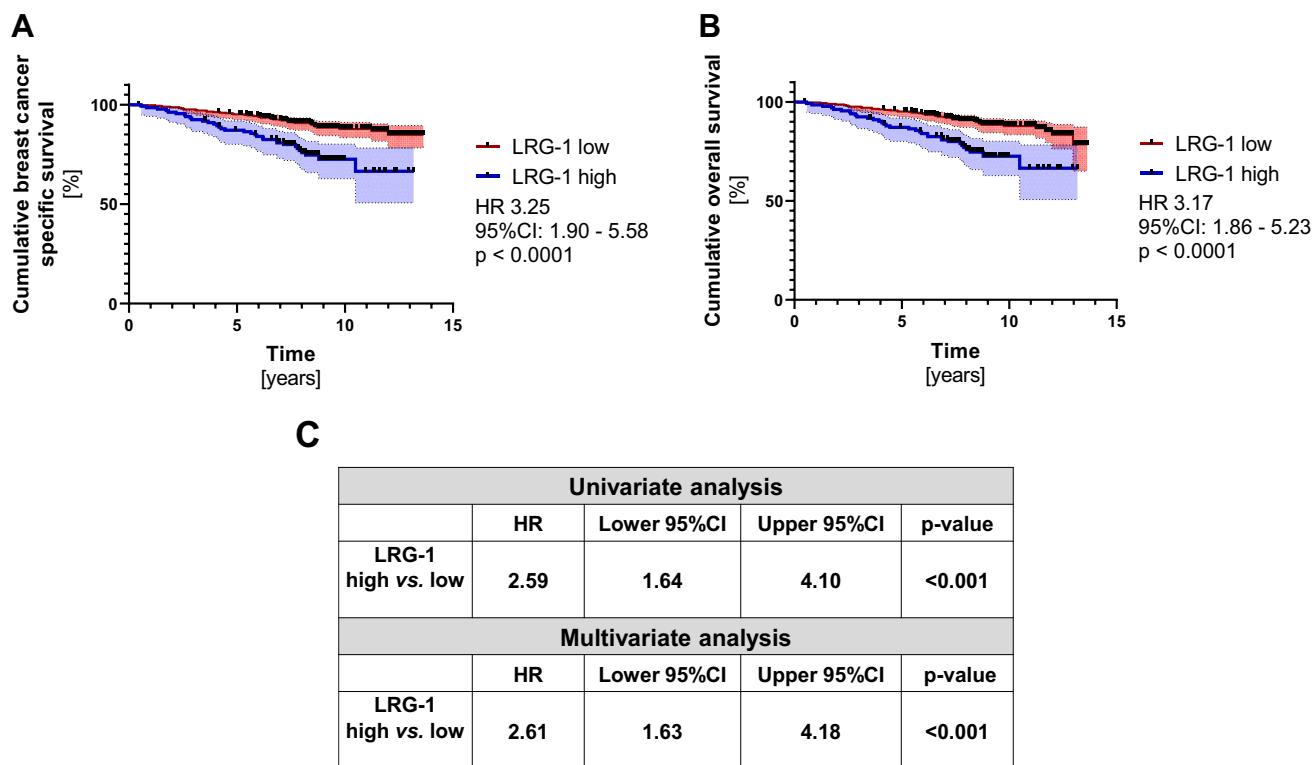 A
Cumulative breast cancer
specific survival
[%]
100
50
0
0 5 10 15
Time
[years]
LRG-1 low
LRG-1 high
HR 3.25
95%CI: 1.90 - 5.58
p < 0.0001
B
Cumulative overall survival
[%]
100
50
0
0 5 10 15
Time
[years]
LRG-1 low
LRG-1 high
HR 3.17
95%CI: 1.86 - 5.23
p < 0.0001
C
Univariate analysis
HR Lower 95%CI Upper 95%CI p-value
LRG-1
high vs. low 2.59 1.64 4.10 <0.001
Multivariate analysis
HR Lower 95%CI Upper 95%CI p-value
LRG-1
high vs. low 2.61 1.63 4.18 <0.001